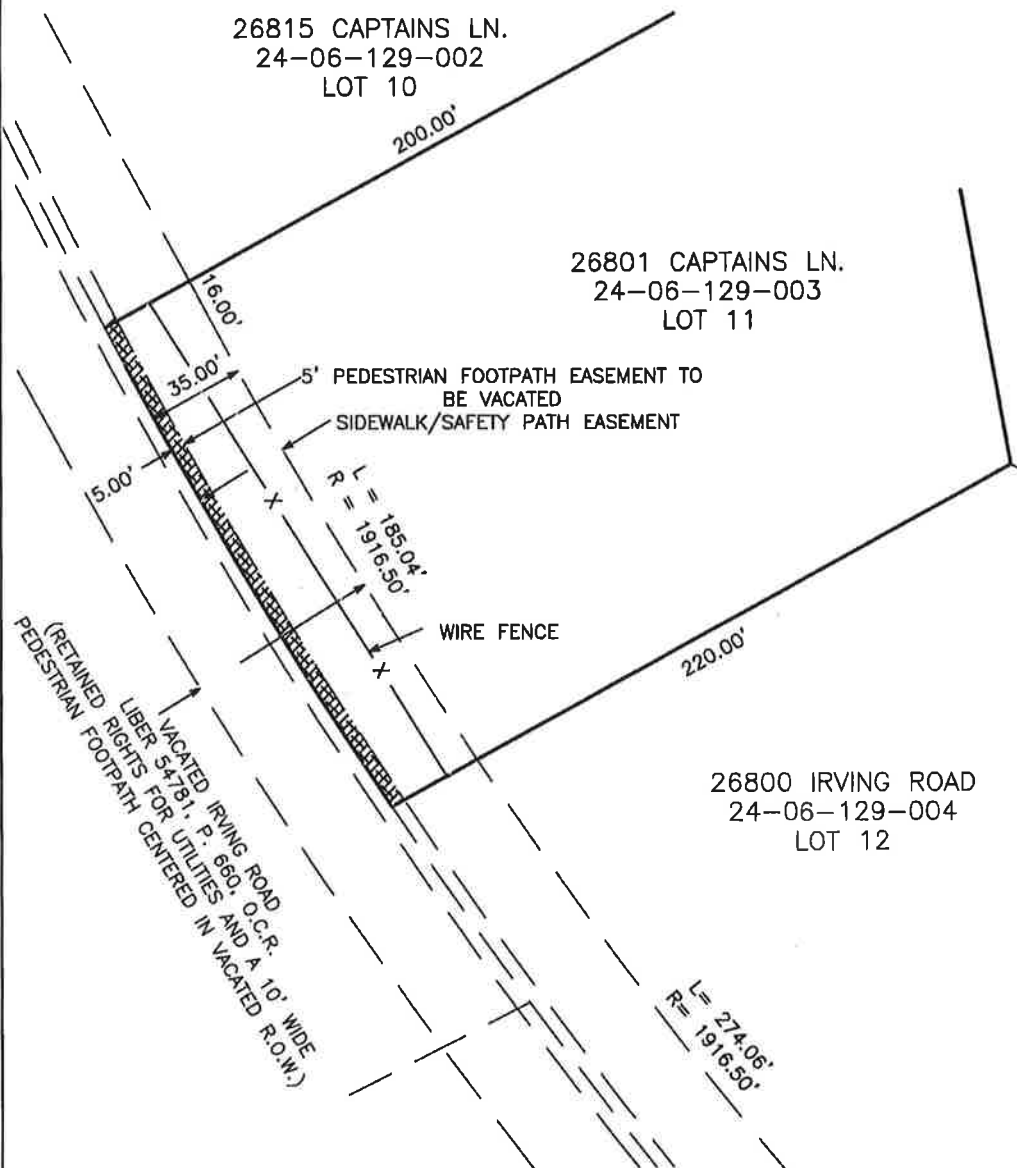 26815 CAPTAINS LN.
24-06-129-002
LOT 10
200.00'
26801 CAPTAINS LN.
24-06-129-003
LOT 11
16.00'
35.00'
5' PEDESTRIAN FOOTPATH EASEMENT TO
BE VACATED
SIDEWALK/SAFETY PATH EASEMENT
5.00'
L = 185.04'
R = 1916.50'
X
WIRE FENCE
X
220.00'
VACATED IRVING ROAD
LIBER 54781, P. 660, O.C.R.
(RETAINED RIGHTS FOR UTILITIES AND A 10' WIDE
PEDESTRIAN FOOTPATH CENTERED IN VACATED R.O.W.)
26800 IRVING ROAD
24-06-129-004
LOT 12
L= 274.06'
R= 1916.50'